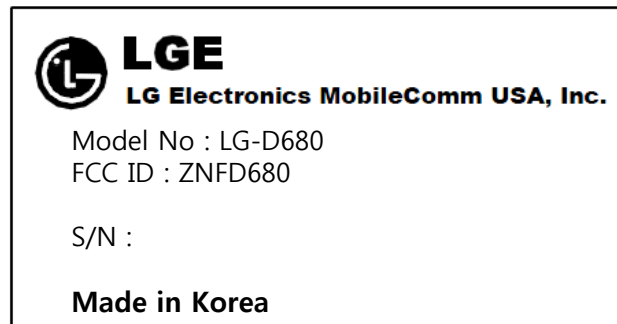 LGE
LG Electronics MobileComm USA, Inc.
Model No : LG-D680
FCC ID : ZNFD680
S/N :
Made in Korea